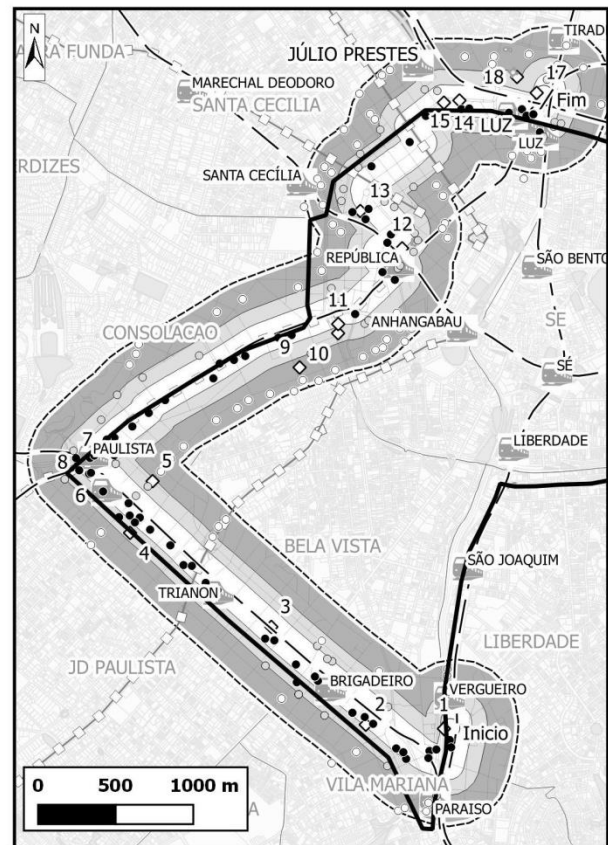 TIRAD
RA FUNDA
N
JÚLIO PRESTES
18
17
MARECHAL DEODORO
SANTA CECILIA
Fim
15
14
LUZ
LUZ
ERDIZES
SANTA CECÍLIA
13
12
REPÚBLICA
SÃO BENTO
11
ANHANGABAU
SE
CONSOLACAO
9
10
SÉ
7
PAULISTA
LIBERDADE
8
5
6
4
BELA VISTA
SÃO JOAQUIM
TRIANON
3
LIBERDADE
JD PAULISTA
BRIGADEIRO
VERGUEIRO
2
1
Inicio
0 500 1000 m
VILA MARIANA
PARAISO
A